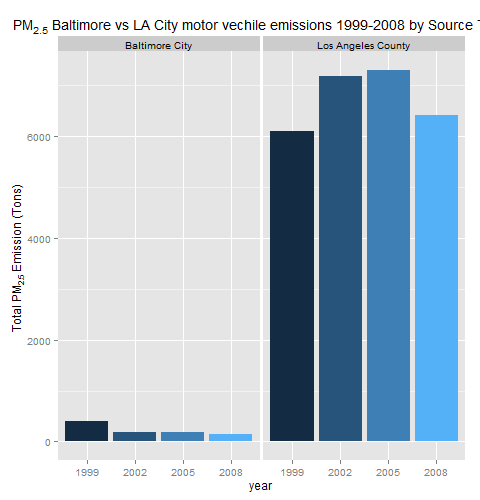 PM2.5 Baltimore vs LA City motor vechile emissions 1999-2008 by Source
Baltimore City
Los Angeles County
Total PM2.5 Emission (Tons)
6000
4000
2000
0
1999 2002 2005 2008
1999 2002 2005 2008
year